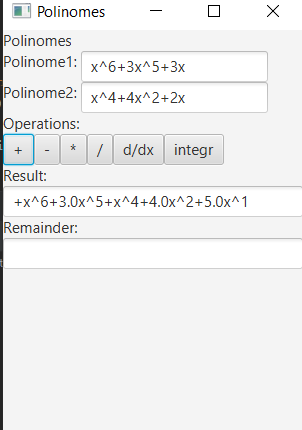 Polinomes
Polinomes
Polinome1: x^6+3x^5+3x
Polinome2: x^4+4x^2+2x
Operations:
+ - * / d/dx integr
Result:
+x^6+3.0x^5+x^4+4.0x^2+5.0x^1
Remainder: